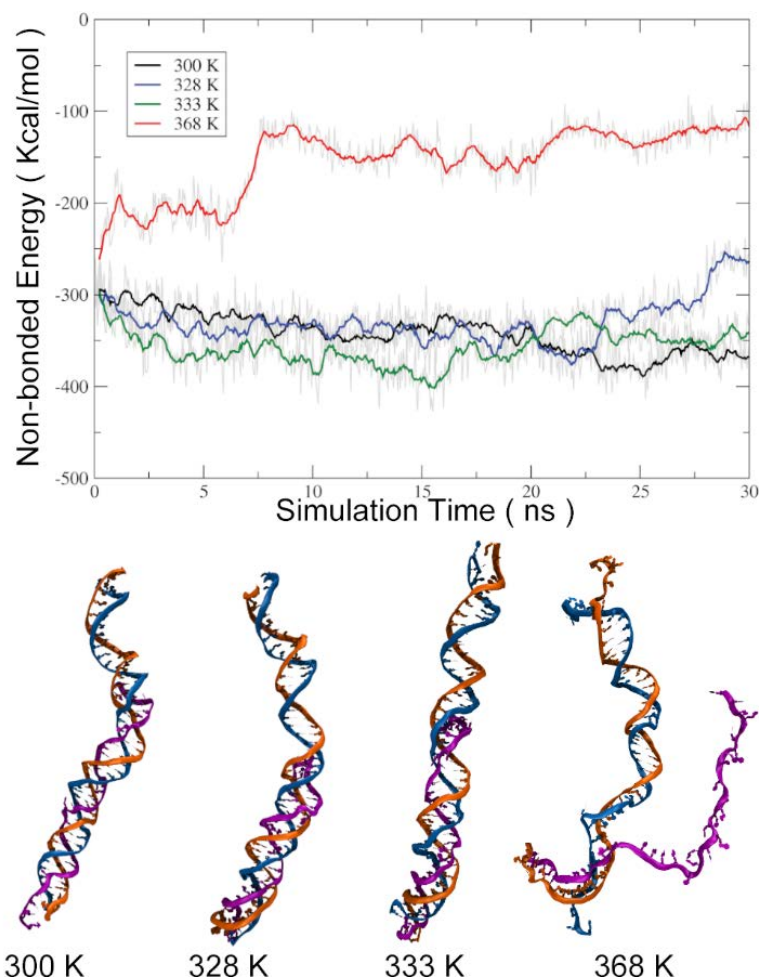 0
-100
-200
-300
-400
-500
Non-bonded Energy ( Kcal/mol )
300 K
328 K
333 K
368 K
0 5 10 15 20 25 30
Simulation Time ( ns )
300 K 328 K 333 K 368 K